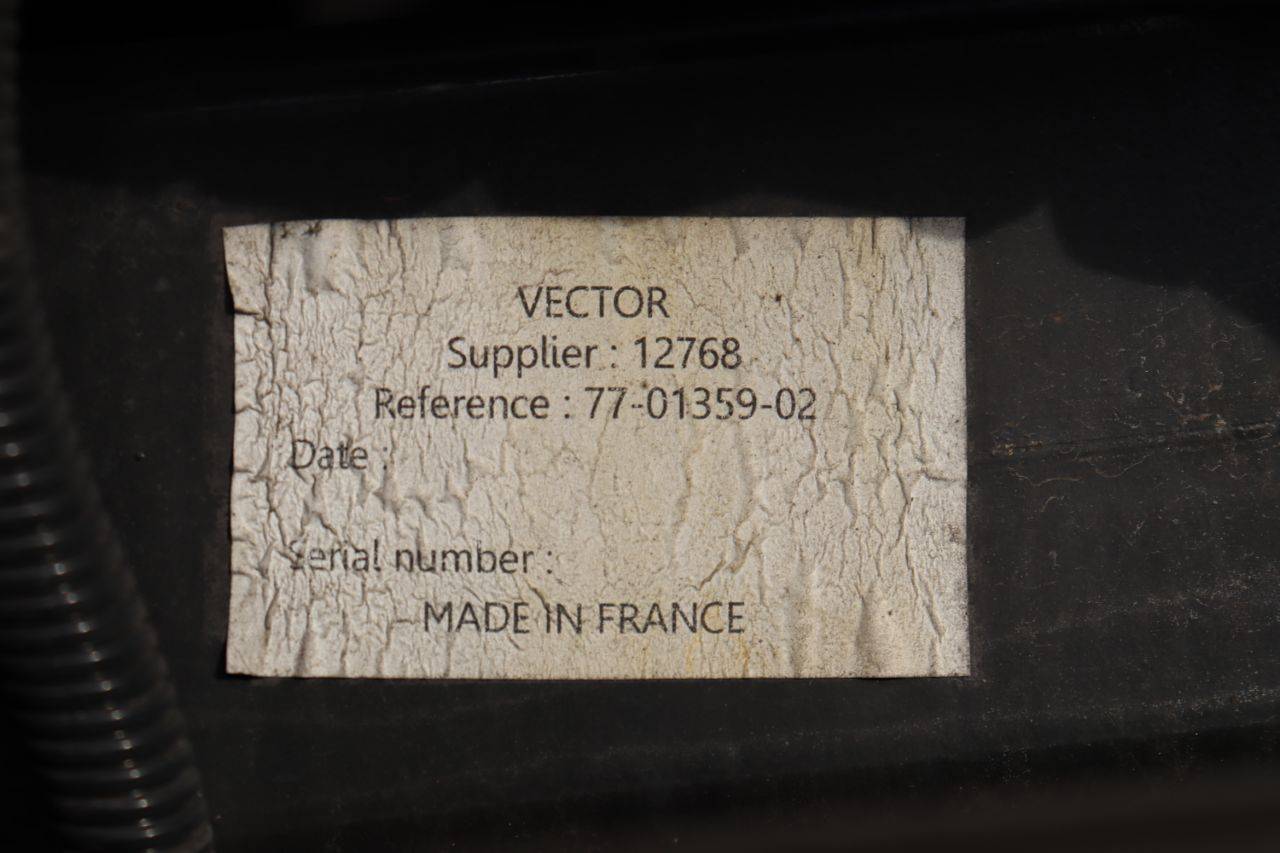 VECTOR
Supplier : 12768
Reference : 77-01359-02
Date :
Serial number :
MADE IN FRANCE